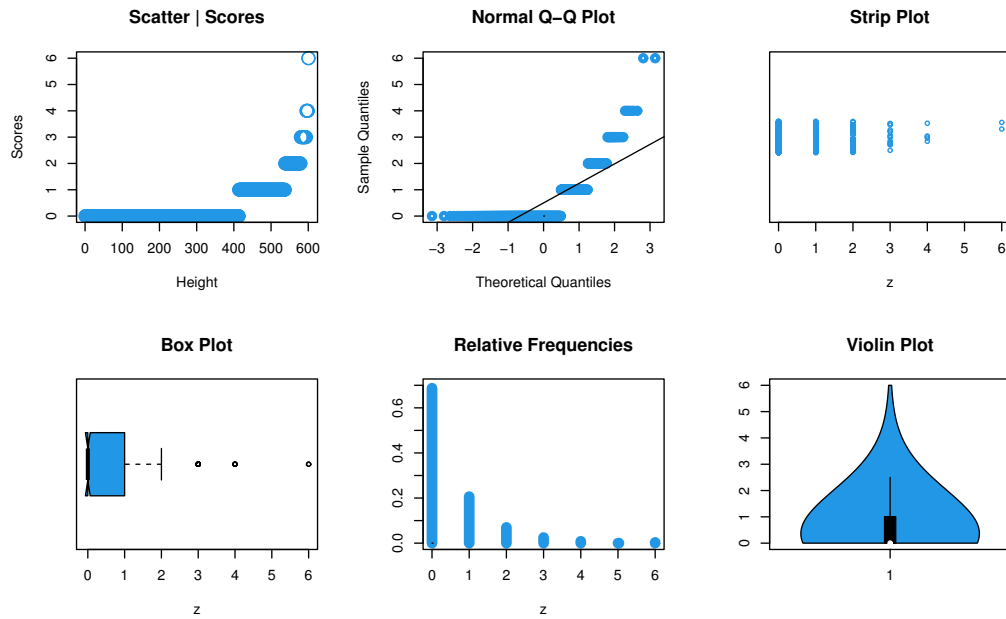 Scatter | Scores
Scores
0 1 2 3 4 5 6
0 100 200 300 400 500 600
Height
Normal Q−Q Plot
Sample Quantiles
0 1 2 3 4 5 6
−3 −2 −1 0 1 2 3
Theoretical Quantiles
Strip Plot
0 1 2 3 4 5 6
z
Box Plot
0 1 2 3 4 5 6
z
Relative Frequencies
0.0 0.2 0.6
0 1 2 3 4 5 6
z
Violin Plot
0 1 2 3 4 5 6
1